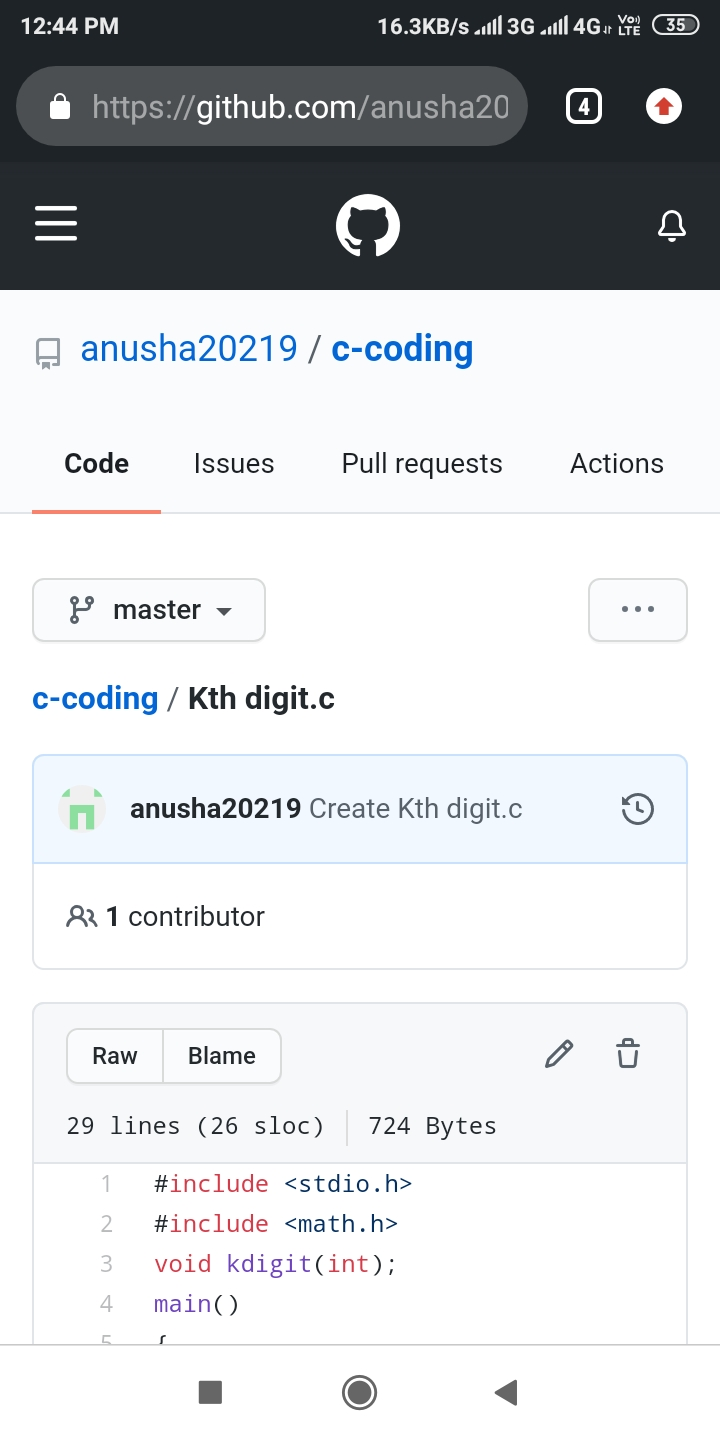 12:44 PM 16.3KB/s 3G 4G Vo) LTE 35
https://github.com/anusha20 4
anusha20219 / c-coding
Code Issues Pull requests Actions
master
c-coding / Kth digit.c
anusha20219 Create Kth digit.c
1 contributor
Raw Blame
29 lines (26 sloc) 724 Bytes
1 #include <stdio.h>
2 #include <math.h>
3 void kdigit(int);
4 main()
5 {